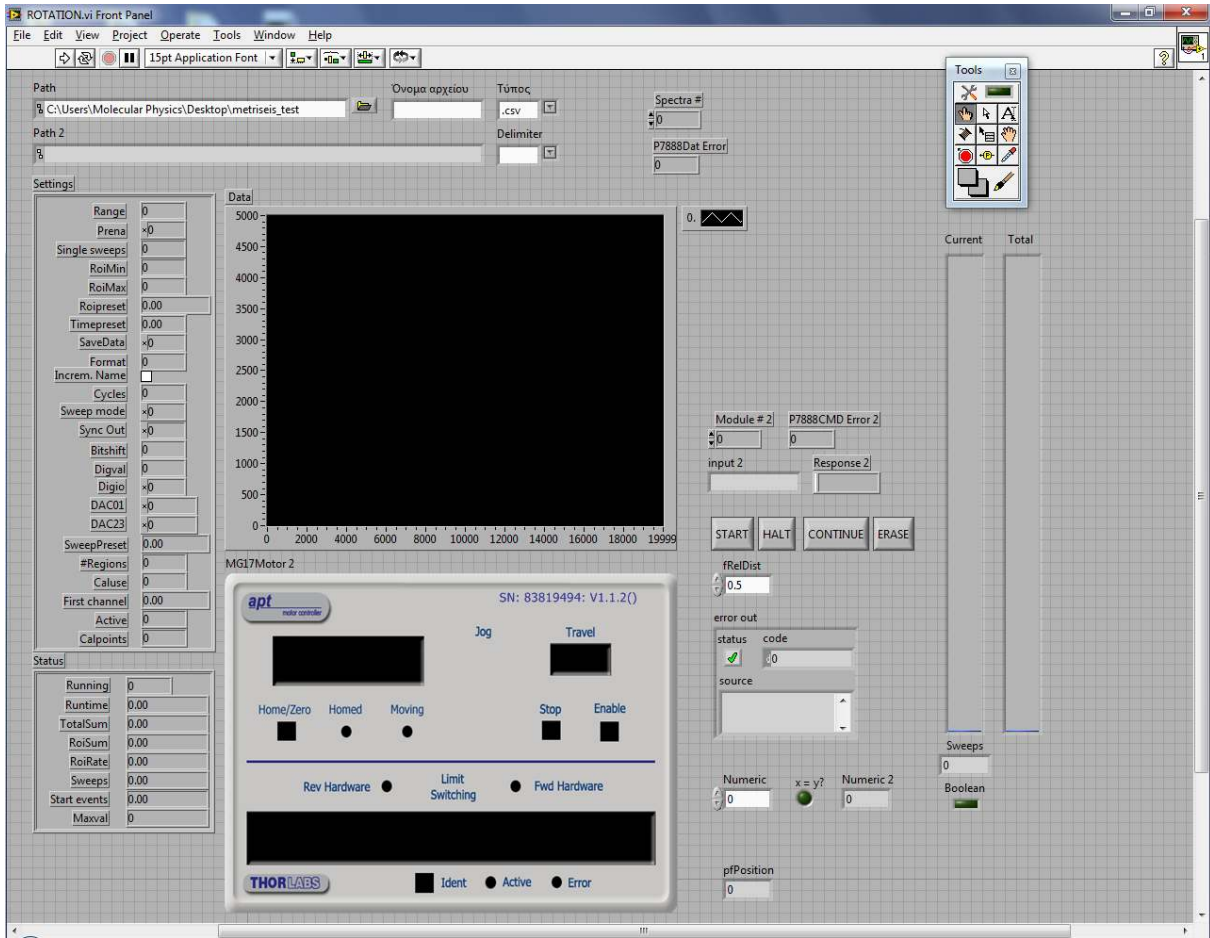 ROTATION.vi Front Panel
File Edit View Project Operate Tools Window Help
15pt Application Font
Path
C:\Users\Molecular Physics\Desktop\metriseis_test
Όνομα αρχείου
Τύπος
.csv
Path 2
Delimiter
Spectra #
0
P7888Dat Error
0
Tools
Settings
Range 0
Prena ×0
Single sweeps 0
RoiMin 0
RoiMax 0
Roipreset 0.00
Timepreset 0.00
SaveData ×0
Format 0
Increm. Name
Cycles 0
Sweep mode ×0
Sync Out ×0
Bitshift 0
Digval 0
Digio ×0
DAC01 ×0
DAC23 ×0
SweepPreset 0.00
#Regions 0
Caluse 0
First channel 0.00
Active 0
Calpoints 0
Status
Running 0
Runtime 0.00
TotalSum 0.00
RoiSum 0.00
RoiRate 0.00
Sweeps 0.00
Start events 0.00
Maxval 0
Data
5000
4500
4000
3500
3000
2500
2000
1500
1000
500
0
0 2000 4000 6000 8000 10000 12000 14000 16000 18000 19999
0.
MG17Motor 2
apt
motor controller
SN: 83819494: V1.1.2()
Jog Travel
Home/Zero Homed Moving Stop Enable
Rev Hardware Limit Switching Fwd Hardware
THORLABS
Ident Active Error
Module # 2 P7888CMD Error 2
0 0
input 2 Response 2
START HALT CONTINUE ERASE
fRelDist
0.5
error out
status code
0
source
Numeric x = y? Numeric 2
0 0
pfPosition
0
Current Total
Sweeps
0
Boolean